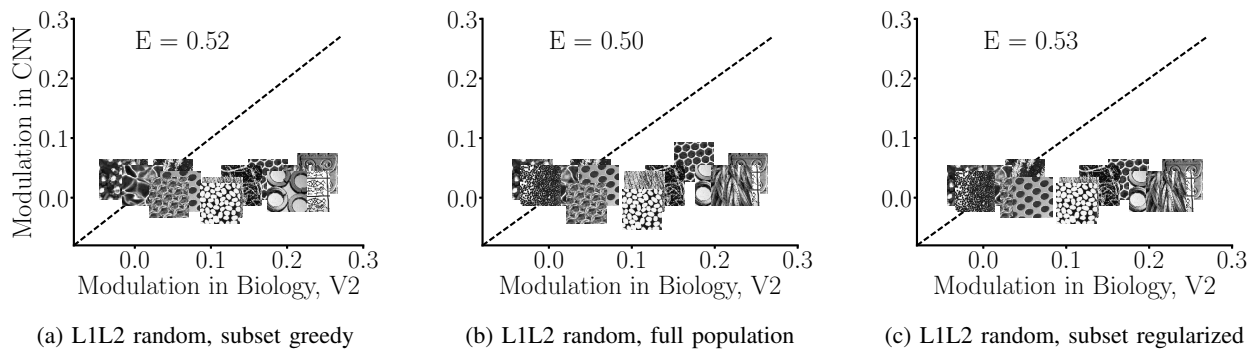 0.3
0.2
0.1
0.0
Modulation in CNN
E = 0.52
0.0 0.1 0.2 0.3
Modulation in Biology, V2
(a) L1L2 random, subset greedy
0.3
0.2
0.1
0.0
E = 0.50
0.0 0.1 0.2 0.3
Modulation in Biology, V2
(b) L1L2 random, full population
0.3
0.2
0.1
0.0
E = 0.53
0.0 0.1 0.2 0.3
Modulation in Biology, V2
(c) L1L2 random, subset regularized